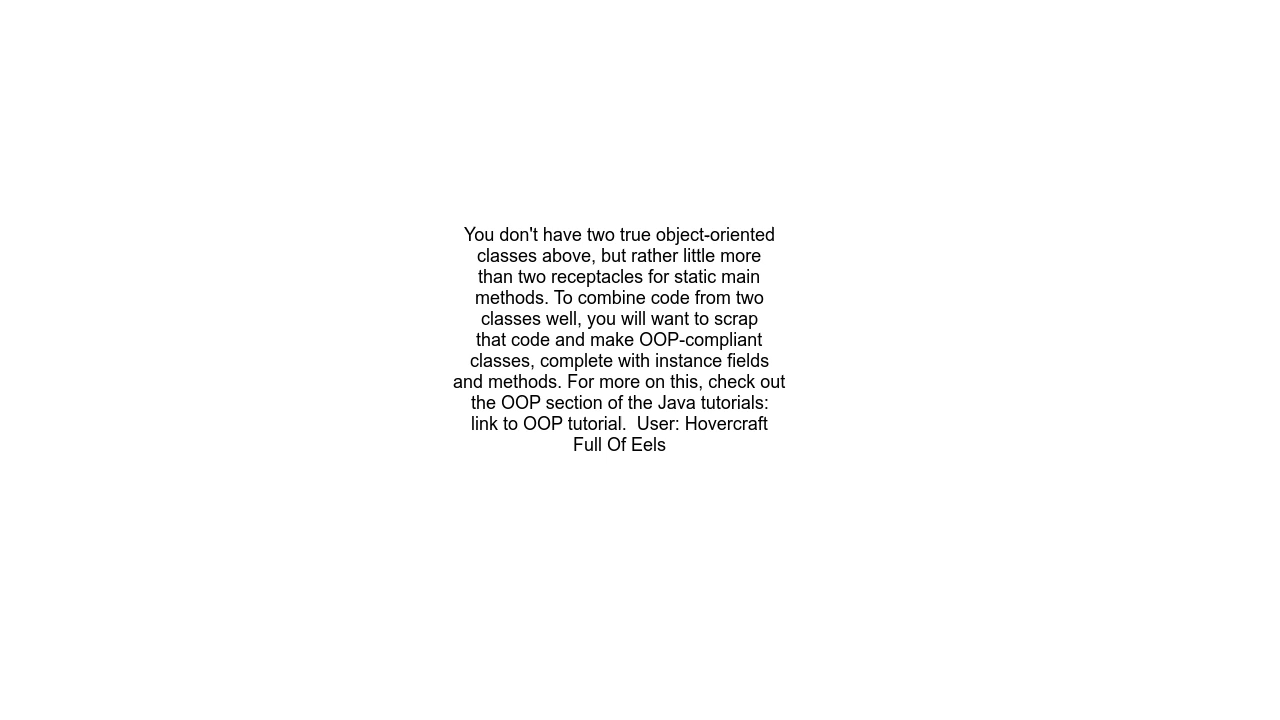 You don't have two true object-oriented
classes above, but rather little more
than two receptacles for static main
methods. To combine code from two
classes well, you will want to scrap
that code and make OOP-compliant
classes, complete with instance fields
and methods. For more on this, check out
the OOP section of the Java tutorials:
link to OOP tutorial.  User: Hovercraft
Full Of Eels